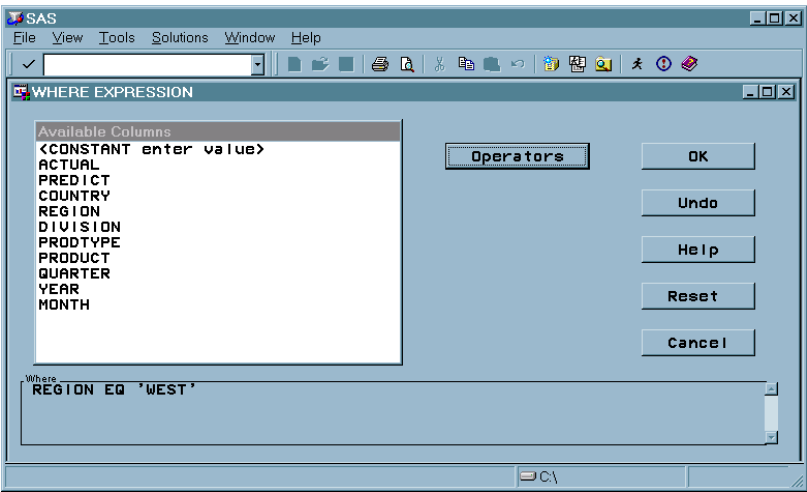 SAS
File View Tools Solutions Window Help
WHERE EXPRESSION
Available Columns
<CONSTANT enter value>
ACTUAL
PREDICT
COUNTRY
REGION
DIVISION
PRODTYPE
PRODUCT
QUARTER
YEAR
MONTH
Operators
OK
Undo
Help
Reset
Cancel
Where
REGION EQ 'WEST'
C:\